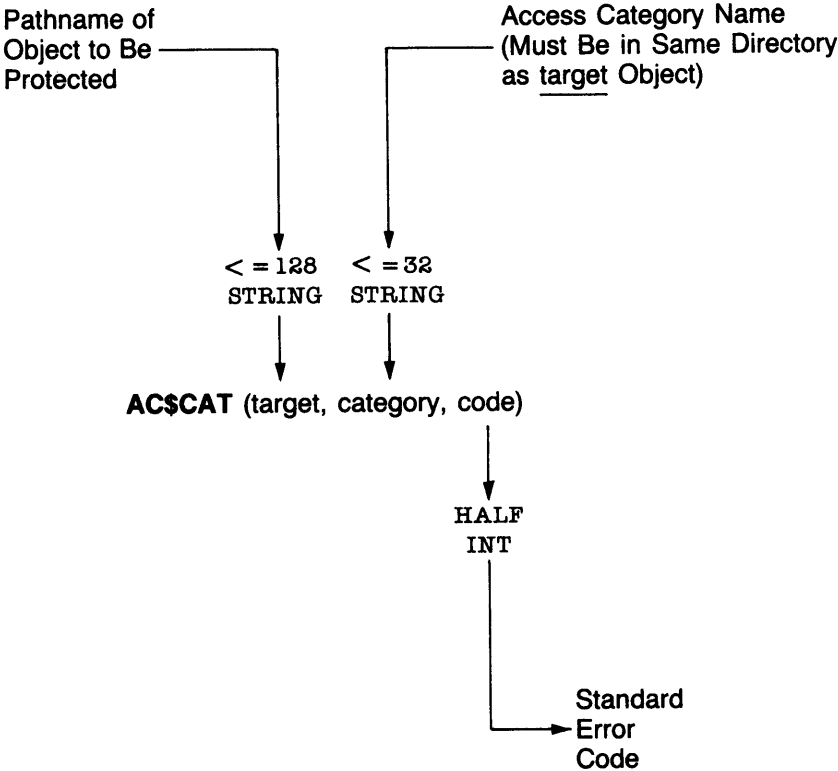 Pathname of
Object to Be
Protected
Access Category Name
(Must Be in Same Directory
as target Object)
< =128
STRING
< =32
STRING
AC$CAT (target, category, code)
HALF
INT
Standard
Error
Code